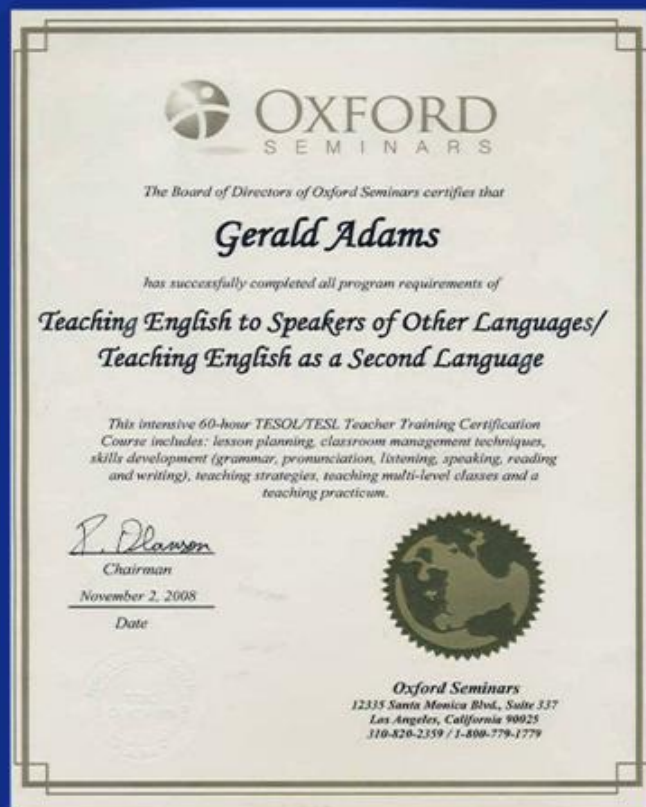 OXFORD
SEMINARS
The Board of Directors of Oxford Seminars certifies that
Gerald Adams
has successfully completed all program requirements of
Teaching English to Speakers of Other Languages/
Teaching English as a Second Language
This intensive 60-hour TESOL/TESL Teacher Training Certification
Course includes: lesson planning, classroom management techniques,
skills development (grammar, pronunciation, listening, speaking, reading
and writing), teaching strategies, teaching multi-level classes and a
teaching practicum.
Chairman
November 2, 2008
Date
Oxford Seminars
12335 Santa Monica Blvd., Suite 337
Los Angeles, California 90025
310-820-2359 / 1-800-779-1779